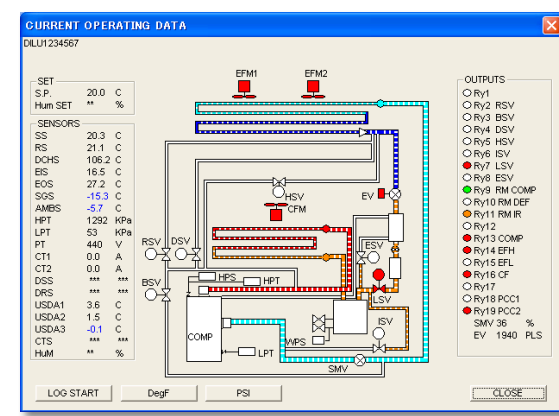 CURRENT OPERATING DATA
DILU1234567
SET
S.P. 20.0 C
Hum SET ** %
SENSORS
SS 20.3 C
RS 21.1 C
DCHS 106.2 C
EIS 16.5 C
EOS 27.2 C
SGS -15.3 C
AMBS -5.7 C
HPT 1292 KPa
LPT 53 KPa
PT 440 V
CT1 0.0 A
CT2 0.0 A
DSS *** ***
DRS *** ***
USDA1 3.6 C
USDA2 1.5 C
USDA3 -0.1 C
CTS *** ***
HuM ** %
EFM1 EFM2
HSV
EV
CFM
RSV DSV
ESV
HPS HPT
BSV
LSV
ISV
COMP
WPS
LPT
SMV
OUTPUTS
Ry1
Ry2 RSV
Ry3 BSV
Ry4 DSV
Ry5 HSV
Ry6 ISV
Ry7 LSV
Ry8 ESV
Ry9 RM COMP
Ry10 RM DEF
Ry11 RM IR
Ry12
Ry13 COMP
Ry14 EFH
Ry15 EFL
Ry16 CF
Ry17
Ry18 PCC1
Ry19 PCC2
SMV 36 %
EV 1940 PLS
LOG START DegF PSI CLOSE